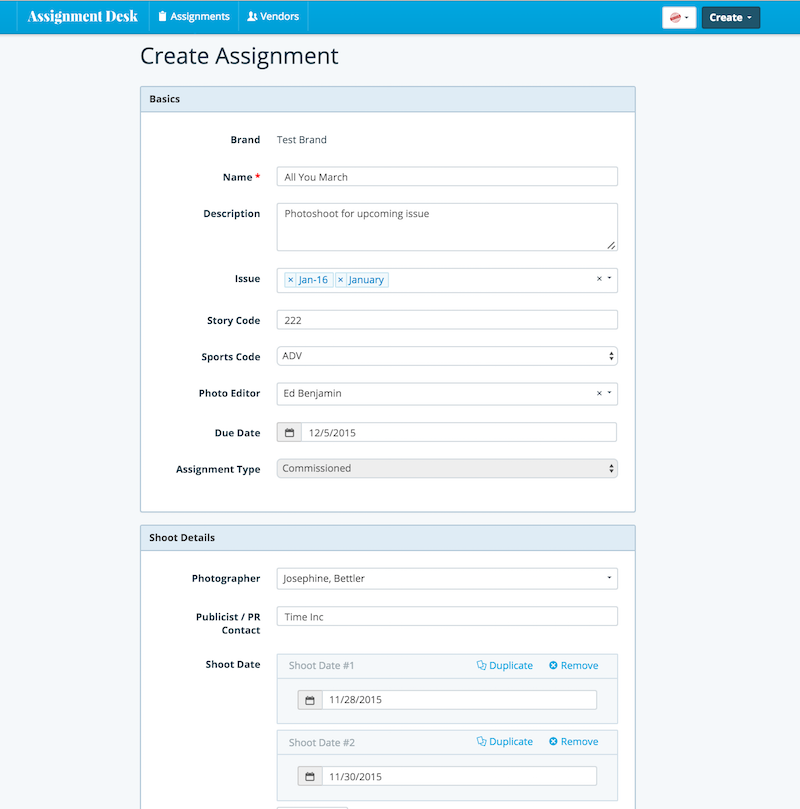 Assignment Desk Assignments Vendors Create
Create Assignment
Basics
Brand Test Brand
Name * All You March
Description Photoshoot for upcoming issue
Issue × Jan-16 × January ×
Story Code 222
Sports Code ADV
Photo Editor Ed Benjamin ×
Due Date 12/5/2015
Assignment Type Commissioned
Shoot Details
Photographer Josephine, Bettler
Publicist / PR Time Inc
Contact
Shoot Date Shoot Date #1 Duplicate Remove
11/28/2015
Shoot Date #2 Duplicate Remove
11/30/2015